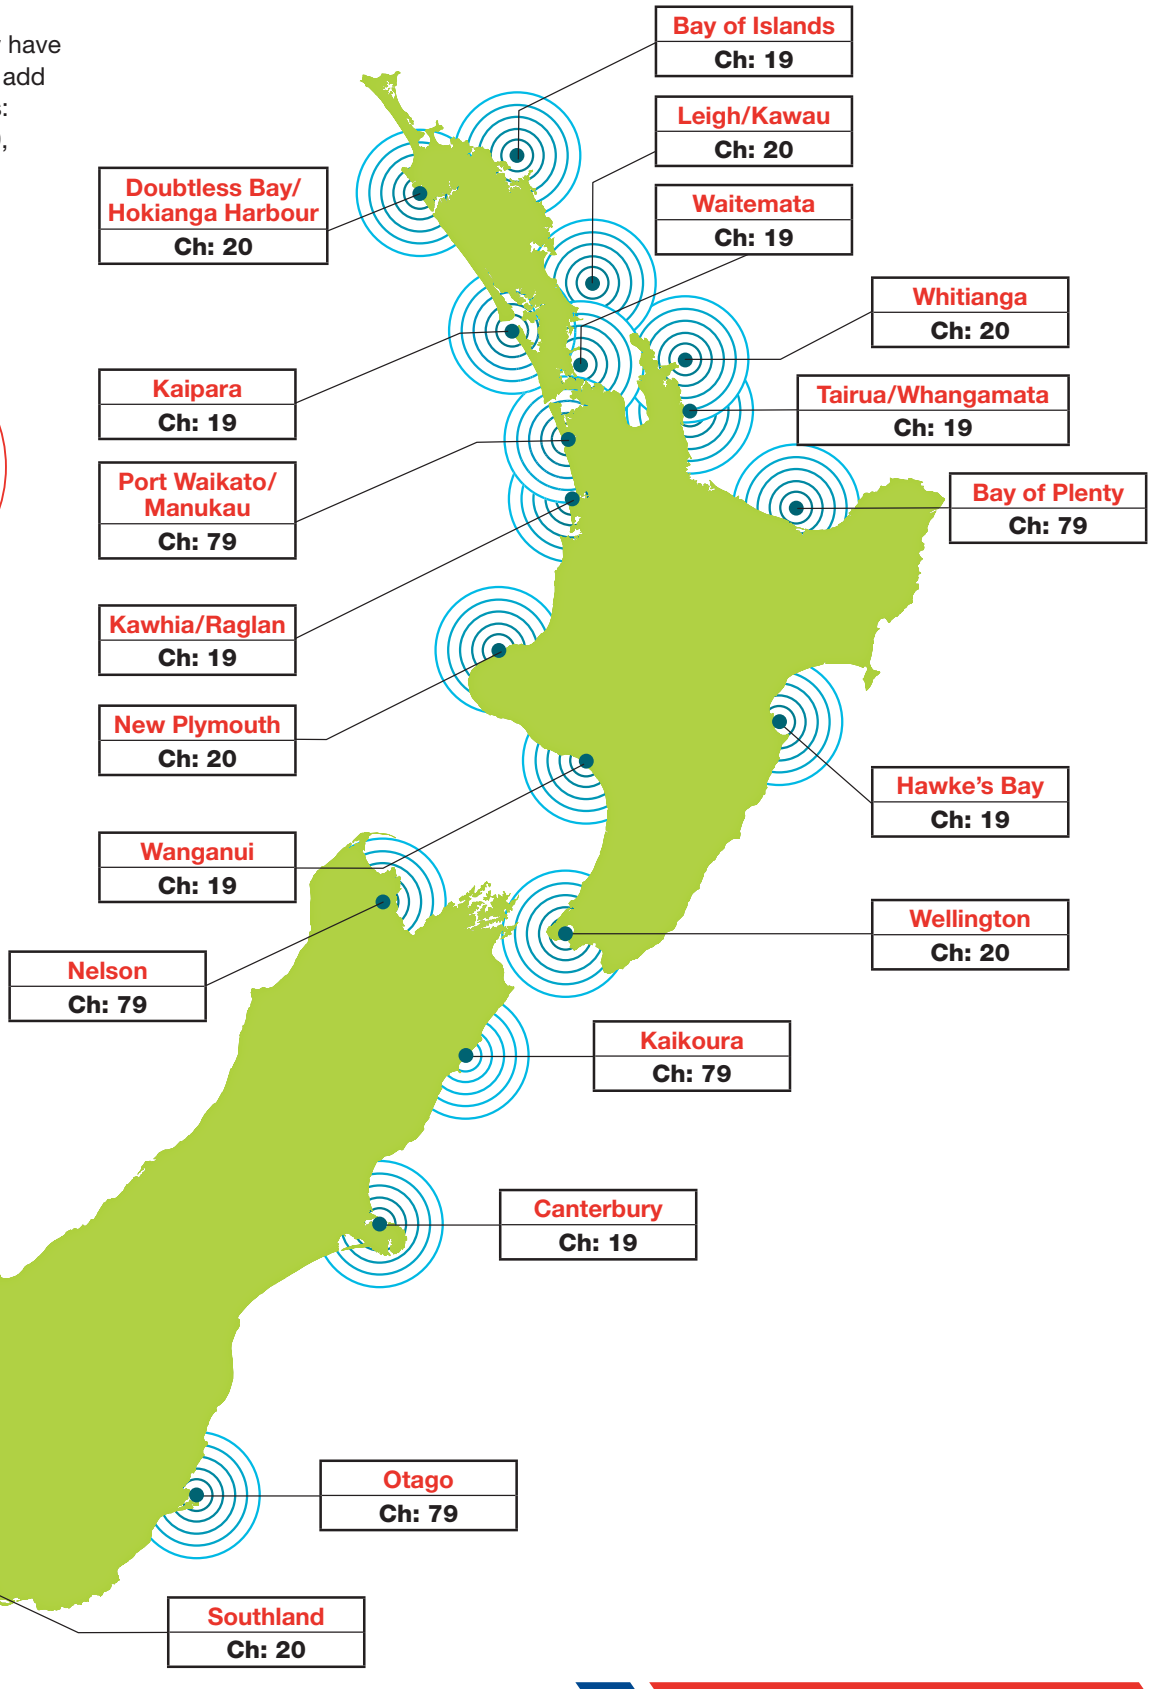 have
add
Bay of Islands
Ch: 19
Leigh/Kawau
Ch: 20
Doubtless Bay/
Hokianga Harbour
Ch: 20
Waitemata
Ch: 19
Whitianga
Ch: 20
Kaipara
Ch: 19
Tairua/Whangamata
Ch: 19
Port Waikato/
Manukau
Ch: 79
Bay of Plenty
Ch: 79
Kawhia/Raglan
Ch: 19
New Plymouth
Ch: 20
Hawke's Bay
Ch: 19
Wanganui
Ch: 19
Wellington
Ch: 20
Nelson
Ch: 79
Kaikoura
Ch: 79
Canterbury
Ch: 19
Otago
Ch: 79
Southland
Ch: 20